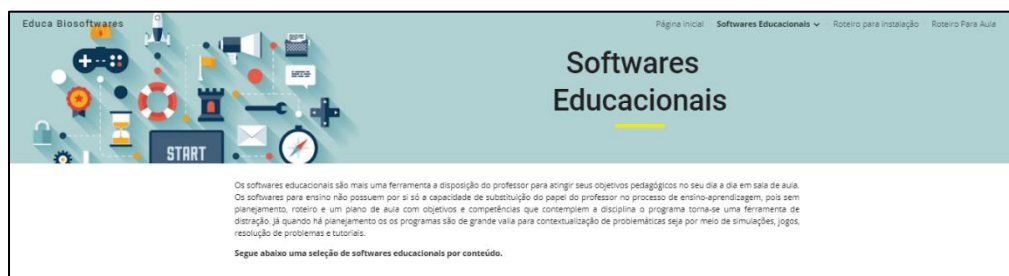 Educa Biosoftwares
Página inicial Softwares Educacionais Roteiro para instalação Roteiro Para Aula
Softwares
Educacionais
START
Os softwares educacionais são mais uma ferramenta a disposição do professor para atingir seus objetivos pedagógicos no seu dia a dia em sala de aula.
Os softwares para ensino não possuem por si só a capacidade de substituição do papel do professor no processo de ensino-aprendizagem, pois sem
planejamento, roteiro e um plano de aula com objetivos e competências que contemplem a disciplina o programa torna-se uma ferramenta de
distração. Já quando há planejamento os os programas são de grande valia para contextualização de problemáticas seja por meio de simulações, jogos,
resolução de problemas e tutoriais.
Segue abaixo uma seleção de softwares educacionais por conteúdo.